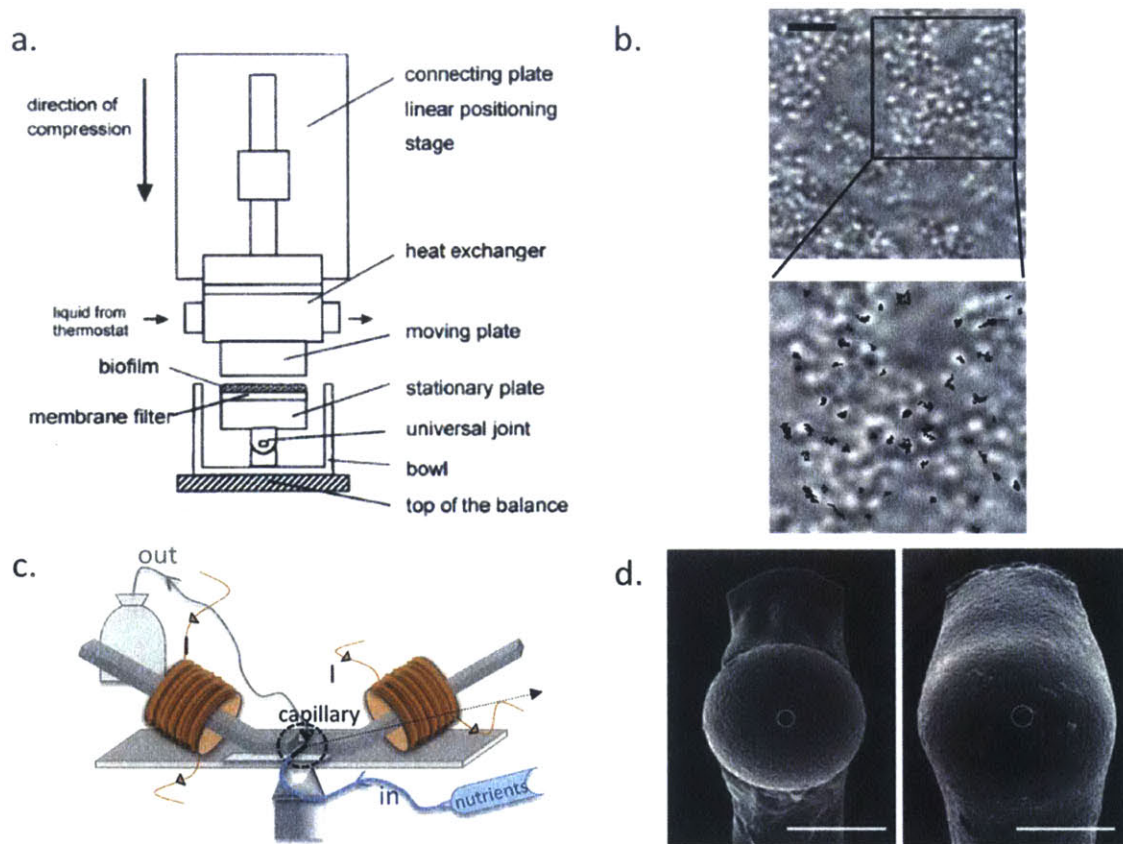 a.
direction of
compression
connecting plate
linear positioning
stage
heat exchanger
liquid from
thermostat
moving plate
biofilm
stationary plate
membrane filter
universal joint
bowl
top of the balance
b.
c.
out
I
I
capillary
in
nutrients
d.